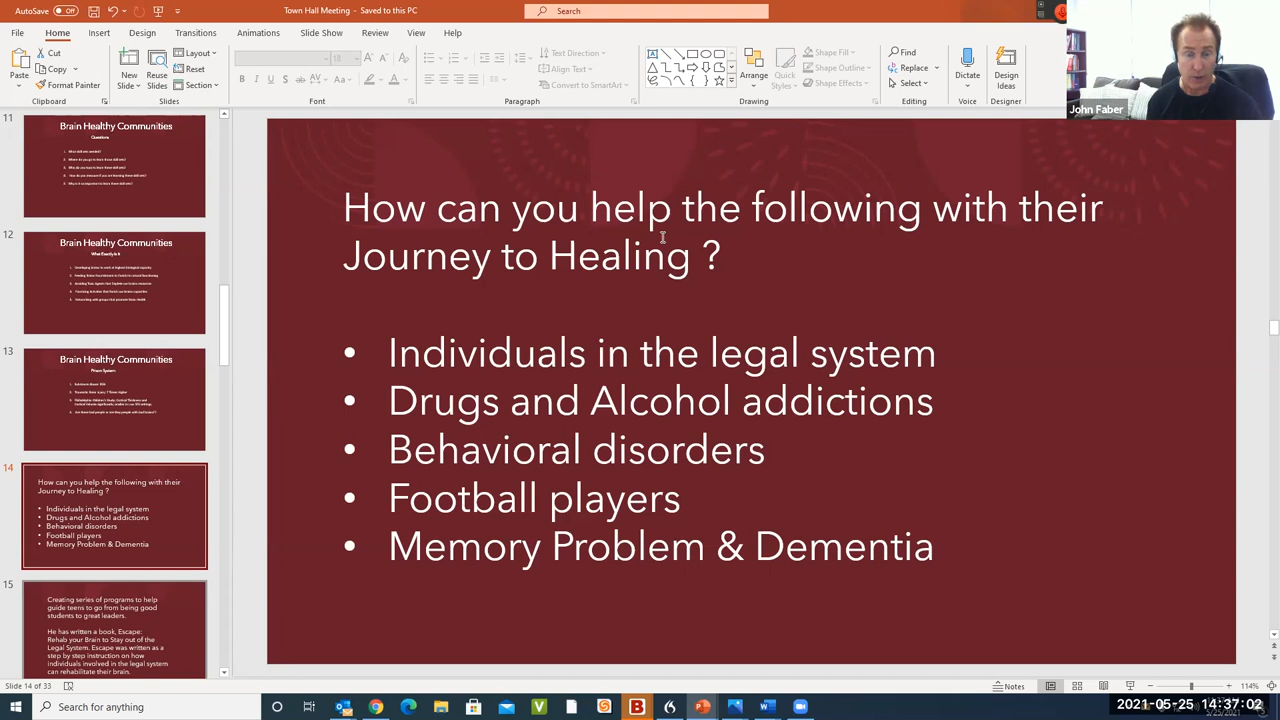 AutoSave Off
Town Hall Meeting - Saved to this PC
Search
File Home Insert Design Transitions Animations Slide Show Review View Help
Paste
Cut
Copy
Format Painter
Clipboard
New Slide
Reuse Slides
Layout
Reset
Section
Slides
18
Font
Text Direction
Align Text
Convert to SmartArt
Paragraph
Arrange
Quick Styles
Shape Fill
Shape Outline
Shape Effects
Drawing
Find
Replace
Select
Editing
Dictate
Voice
Design Ideas
Designer
John Faber
11
Brain Healthy Communities
Questions
12
Brain Healthy Communities
What Exactly is it
13
Brain Healthy Communities
Prison System
14
How can you help the following with their
Journey to Healing ?
• Individuals in the legal system
• Drugs and Alcohol addictions
• Behavioral disorders
• Football players
• Memory Problem & Dementia
15
Creating series of programs to help
guide teens to go from being good
students to great leaders.
He has written a book, Escape:
Rehab your Brain to Stay out of the
Legal System. Escape was written as a
step by step instruction on how
individuals involved in the legal system
can rehabilitate their brain.
How can you help the following with their
Journey to Healing ?
• Individuals in the legal system
Drugs and Alcohol addictions
• Behavioral disorders
• Football players
• Memory Problem & Dementia
Slide 14 of 33
Notes
114%
Search for anything
2021-05-25 14:37:02